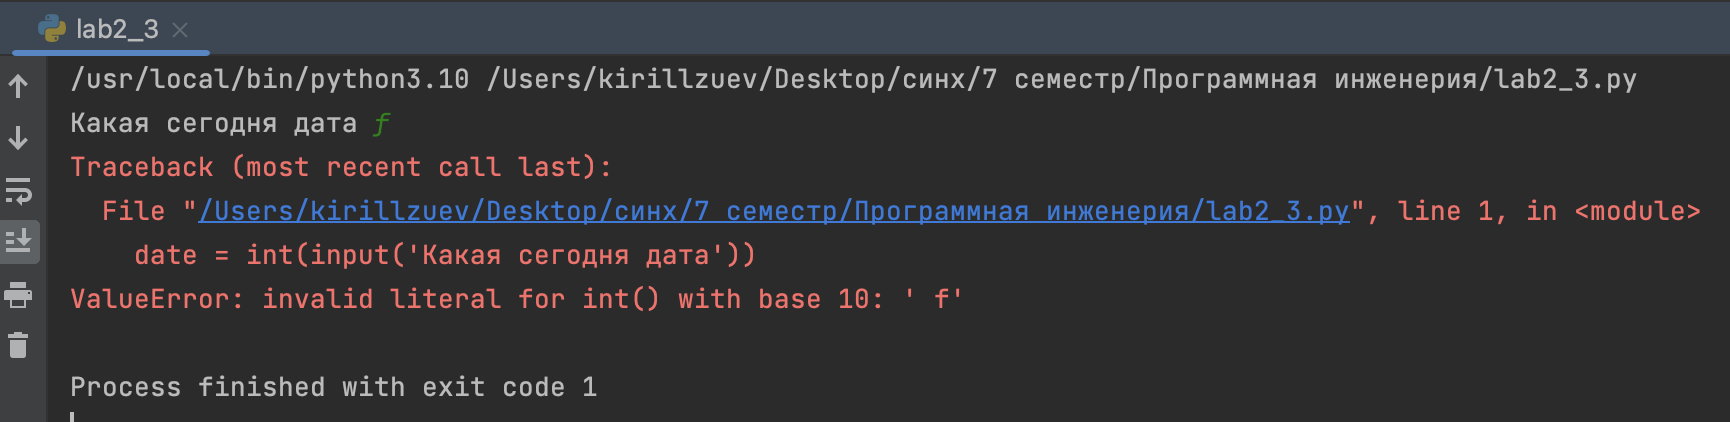 lab2_3
/usr/local/bin/python3.10 /Users/kirillzuev/Desktop/синх/7 семестр/Программная инженерия/lab2_3.py
Какая сегодня дата f
Traceback (most recent call last):
  File "/Users/kirillzuev/Desktop/синх/7 семестр/Программная инженерия/lab2_3.py", line 1, in <module>
    date = int(input('Какая сегодня дата'))
ValueError: invalid literal for int() with base 10: ' f'
Process finished with exit code 1